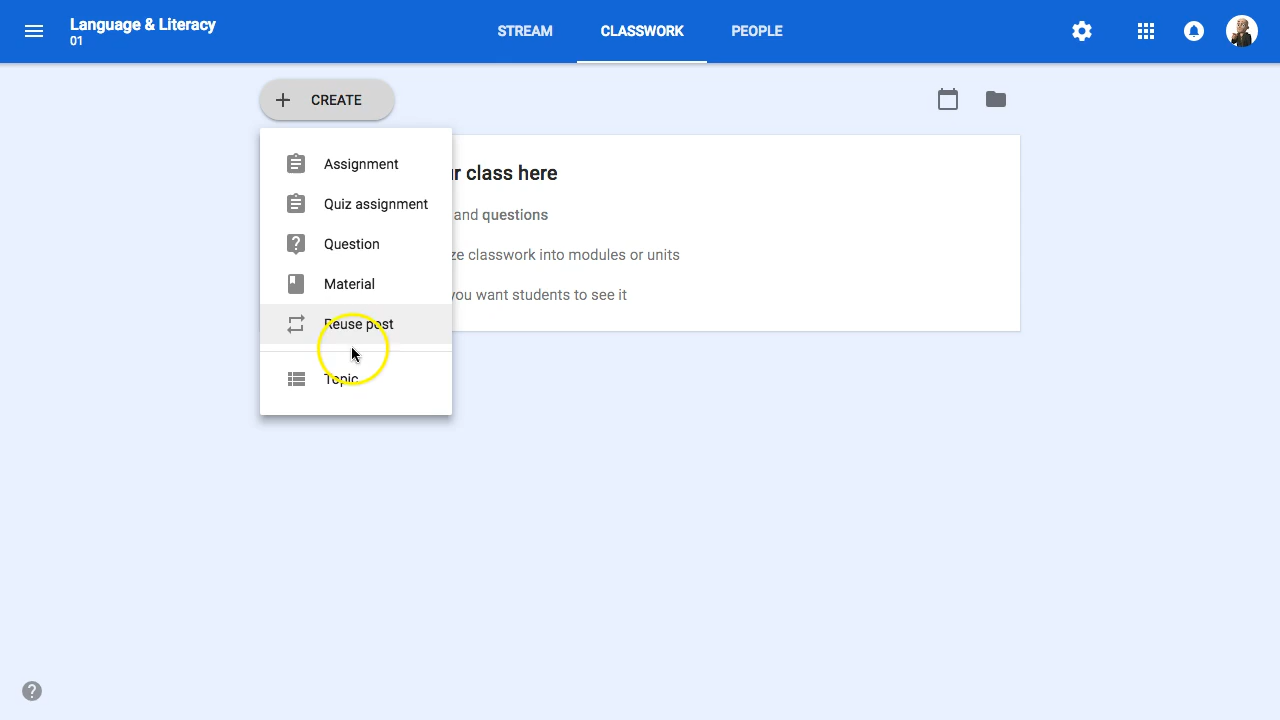 Language & Literacy
01
STREAM
CLASSWORK
PEOPLE
CREATE
Assignment
Quiz assignment
Question
Material
Reuse post
Topic
class here
and questions
classwork into modules or units
you want students to see it